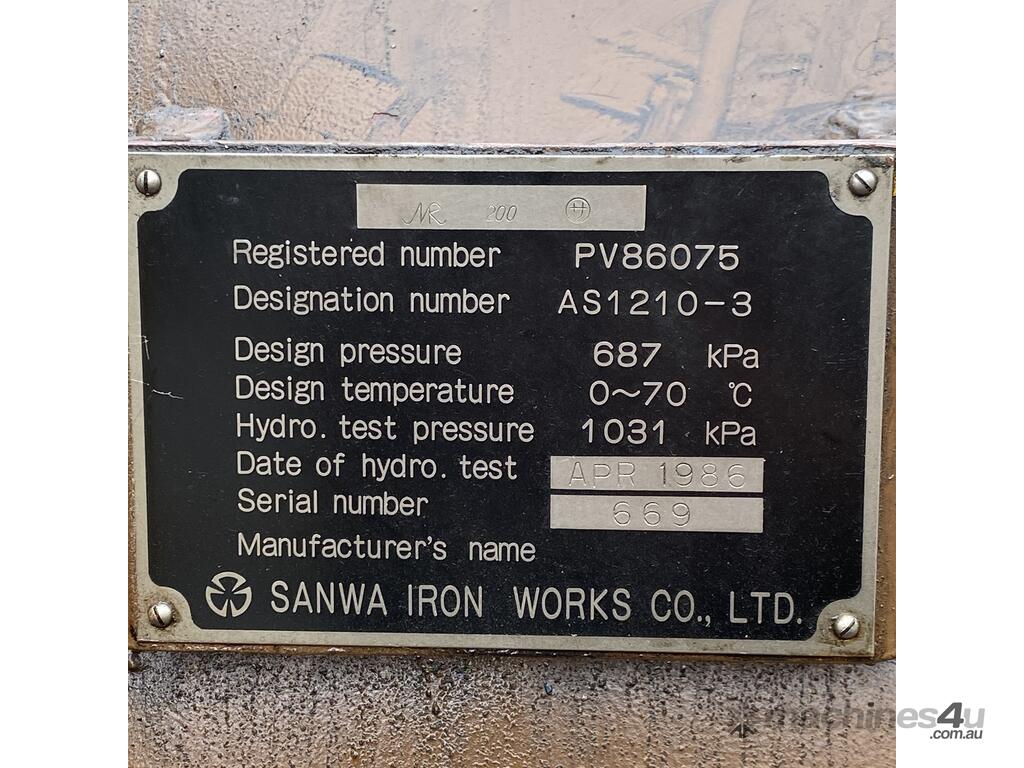 NR 200 H
Registered number PV86075
Designation number AS1210-3
Design pressure 687 kPa
Design temperature 0~70 ℃
Hydro. test pressure 1031 kPa
Date of hydro. test APR 1986
Serial number 669
Manufacturer's name
SANWA IRON WORKS CO., LTD.
machines4u
.com.au